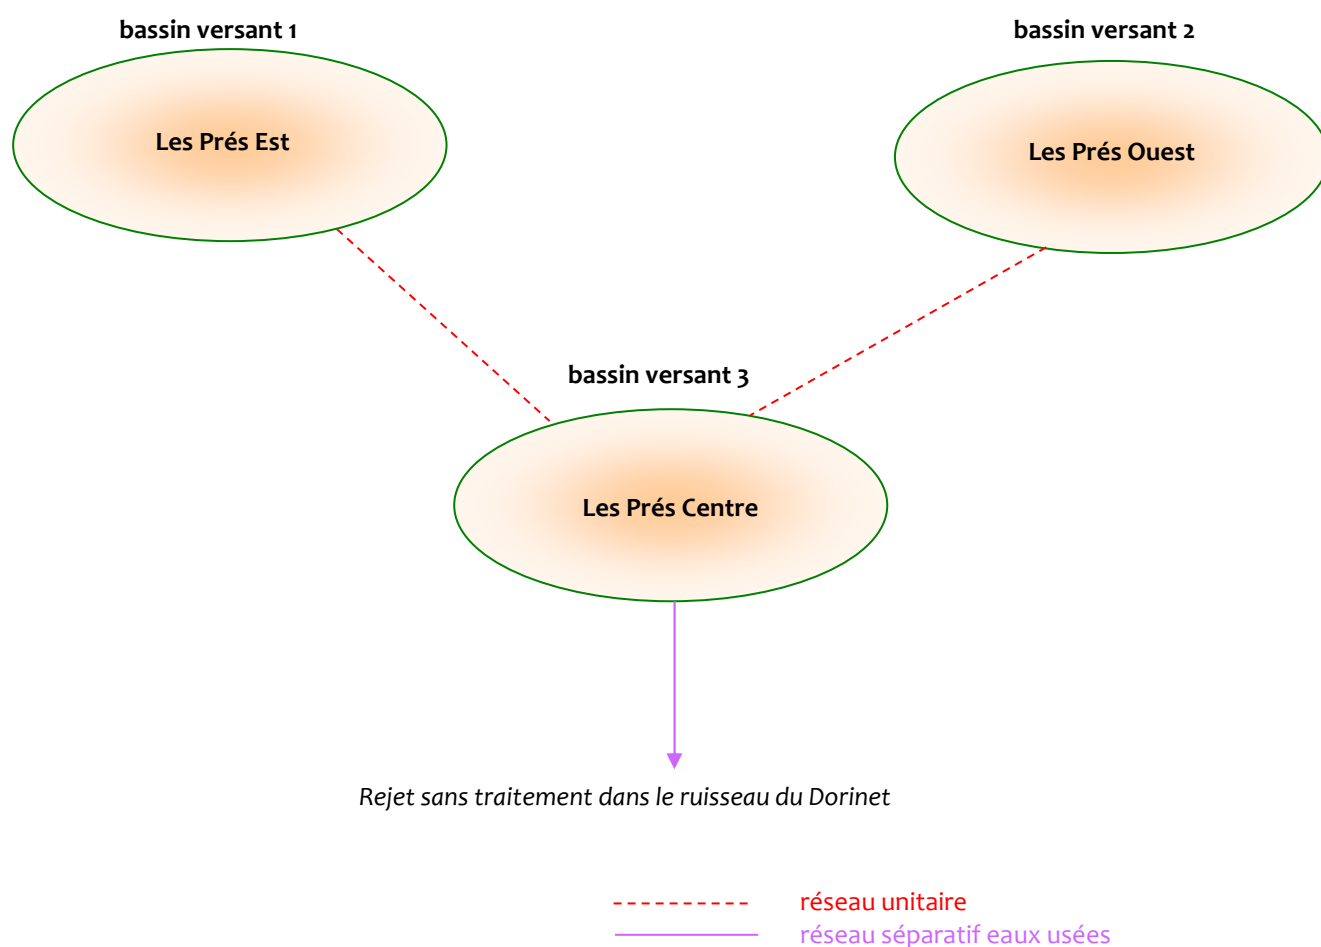 bassin versant 1
bassin versant 2
Les Prés Est
Les Prés Ouest
bassin versant 3
Les Prés Centre
Rejet sans traitement dans le ruisseau du Dorinet
réseau unitaire
réseau séparatif eaux usées